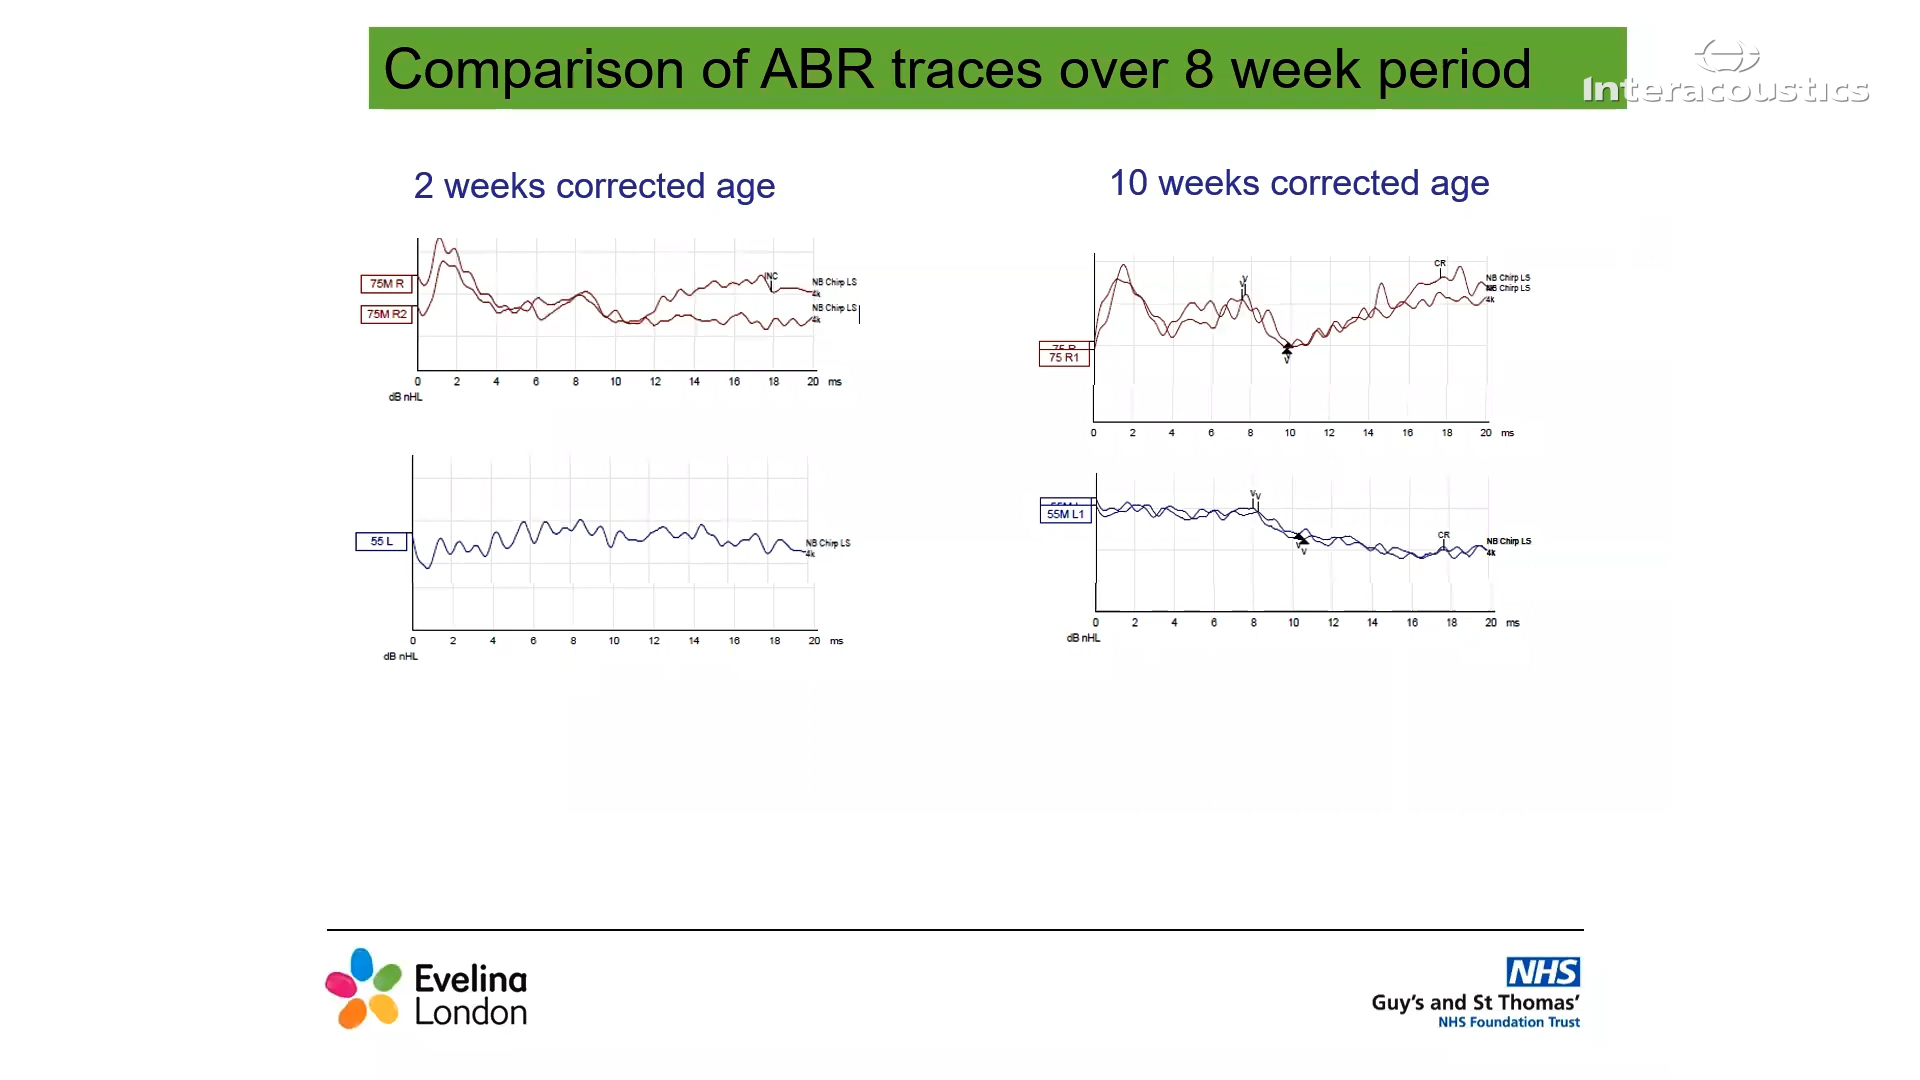 Comparison of ABR traces over 8 week period
Interacoustics
2 weeks corrected age
10 weeks corrected age
75M R
INC
NB Chirp LS
4k
75M R2
NB Chirp LS
4k
0 2 4 6 8 10 12 14 16 18 20 ms
dB nHL
V
V
CR
NB Chirp LS
NB Chirp LS
4k
75 R
75 R1
V
0 2 4 6 8 10 12 14 16 18 20 ms
55 L
NB Chirp LS
4k
0 2 4 6 8 10 12 14 16 18 20 ms
dB nHL
V V
55M L1
CR
NB Chirp LS
4k
V
V
0 2 4 6 8 10 12 14 16 18 20 ms
dB nHL
Evelina
London
NHS
Guy's and St Thomas'
NHS Foundation Trust